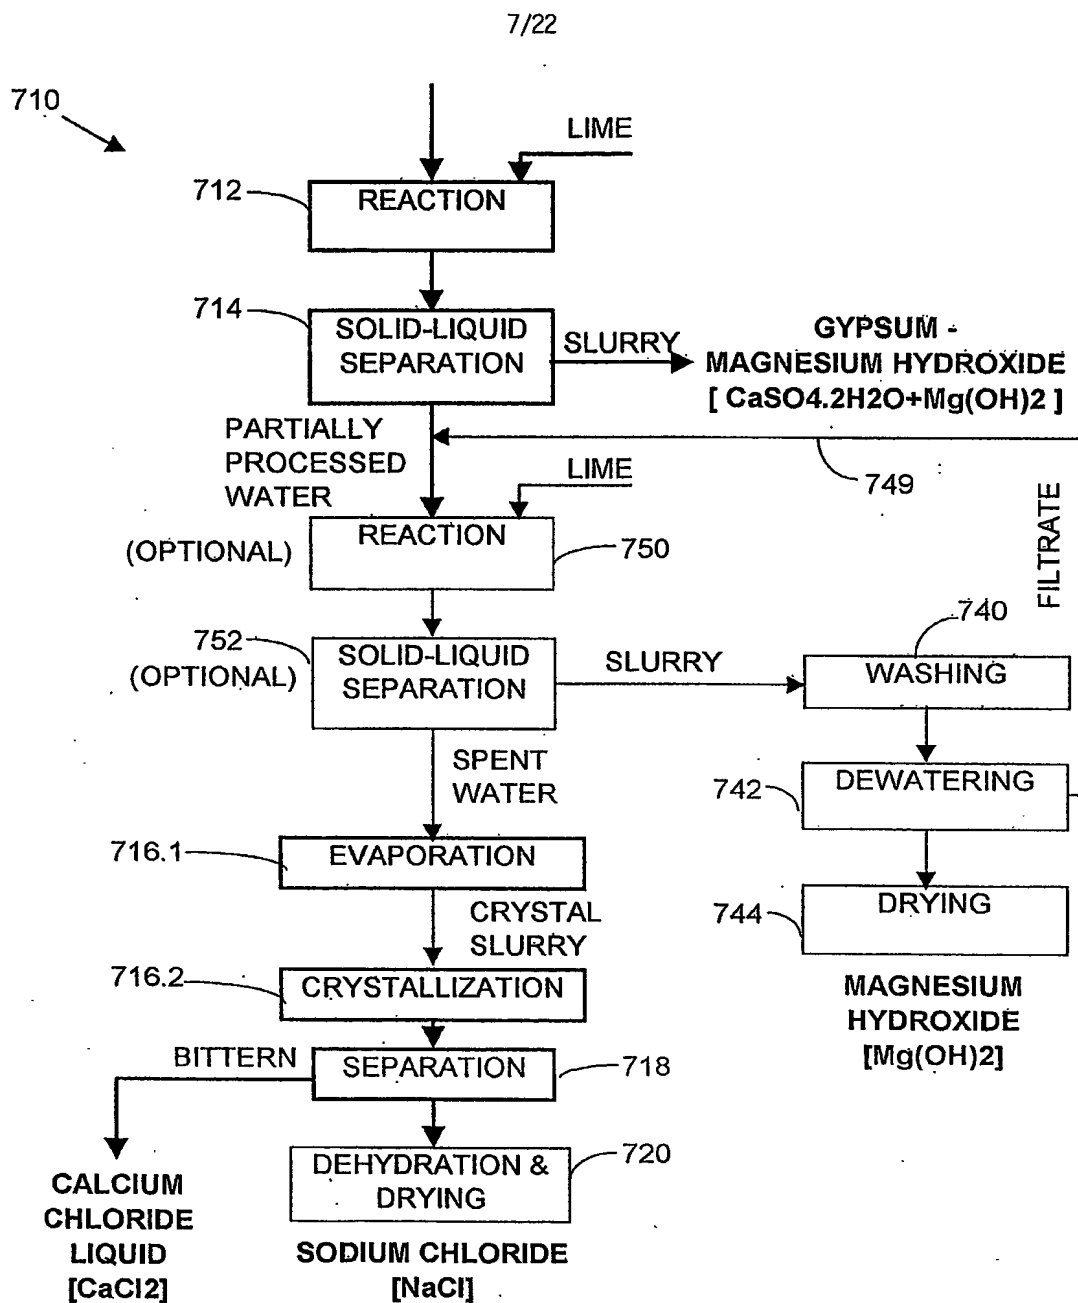 7/22
710
LIME
712
REACTION
714
SOLID-LIQUID
SEPARATION
SLURRY
GYPSUM -
MAGNESIUM HYDROXIDE
[ CaSO4.2H2O+Mg(OH)2 ]
PARTIALLY
PROCESSED
WATER
LIME
749
FILTRATE
(OPTIONAL)
REACTION
750
752
(OPTIONAL)
SOLID-LIQUID
SEPARATION
SLURRY
740
WASHING
SPENT
WATER
742
DEWATERING
716.1
EVAPORATION
744
DRYING
CRYSTAL
SLURRY
716.2
CRYSTALLIZATION
MAGNESIUM
HYDROXIDE
[Mg(OH)2]
BITTERN
SEPARATION
718
DEHYDRATION &
DRYING
720
CALCIUM
CHLORIDE
LIQUID
[CaCl2]
SODIUM CHLORIDE
[NaCl]